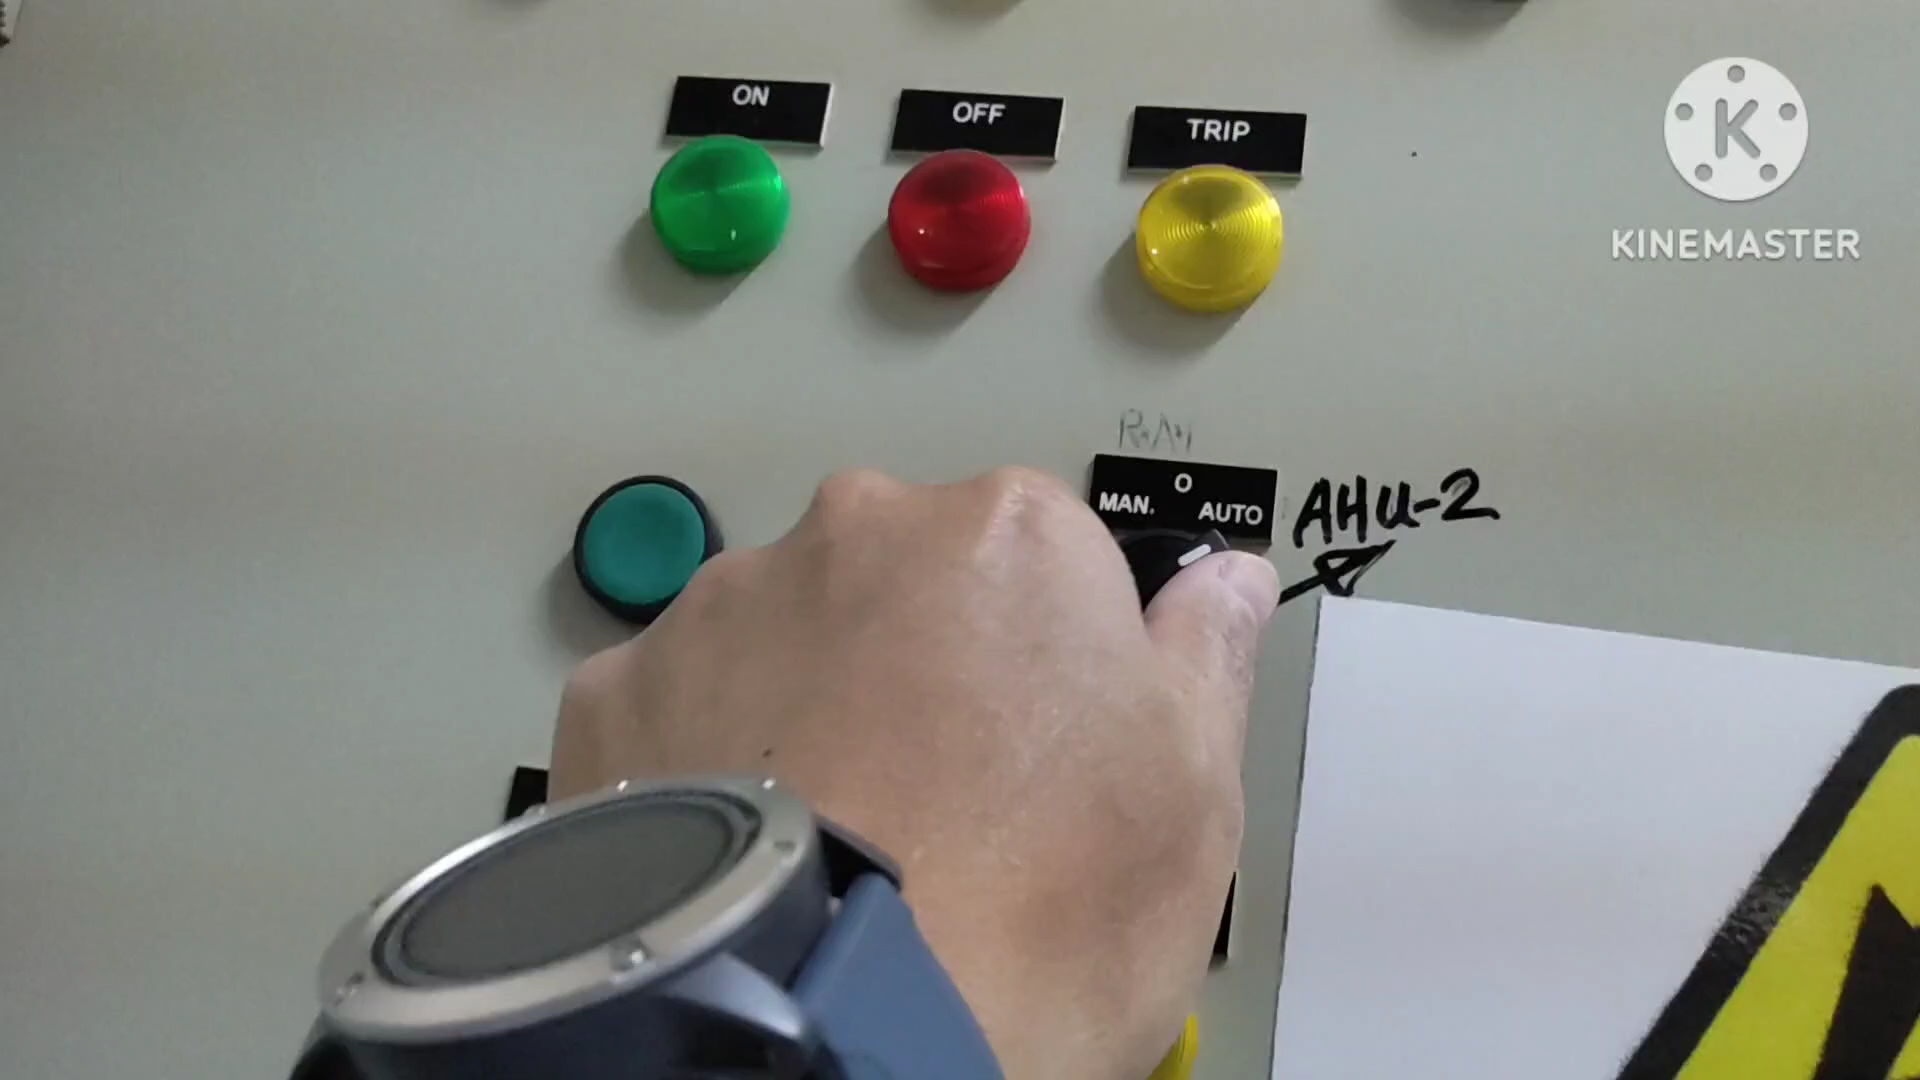 ON
OFF
TRIP
K
KINEMASTER
O
MAN.
AUTO
AHU-2